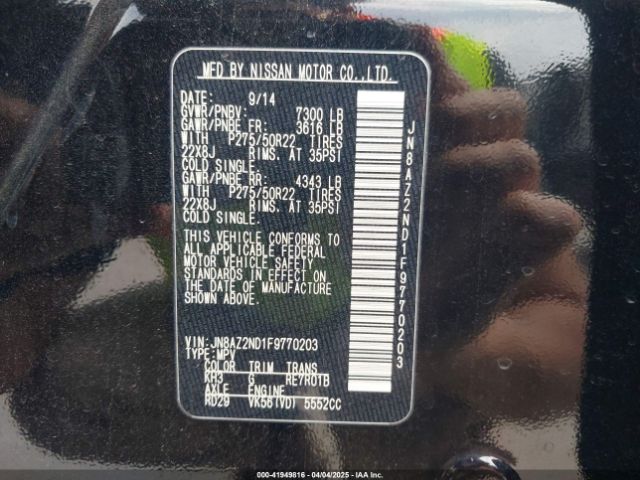 MFD BY NISSAN MOTOR CO.,LTD.
DATE: 9/14
GVWR/PNBV: 7300 LB
GAWR/PNBE FR: 3616 LB
WITH P275/50R22 TIRES
22X8J RIMS. AT 35PSI
COLD SINGLE.
GAWR/PNBE RR: 4343 LB
WITH P275/50R22 TIRES
22X8J RIMS. AT 35PSI
COLD SINGLE.
THIS VEHICLE CONFORMS TO
ALL APPLICABLE FEDERAL
MOTOR VEHICLE SAFETY
STANDARDS IN EFFECT ON
THE DATE OF MANUFACTURE
SHOWN ABOVE.
VIN: JN8AZ2ND1F9770203
TYPE: MPV
COLOR TRIM TRANS
KH3 G RE7R01B
AXLE ENGINE
RD29 VK56(VD) 5552CC
JN8AZ2ND1F9770203
000-41949816 - 04/04/2025 - IAA Inc.